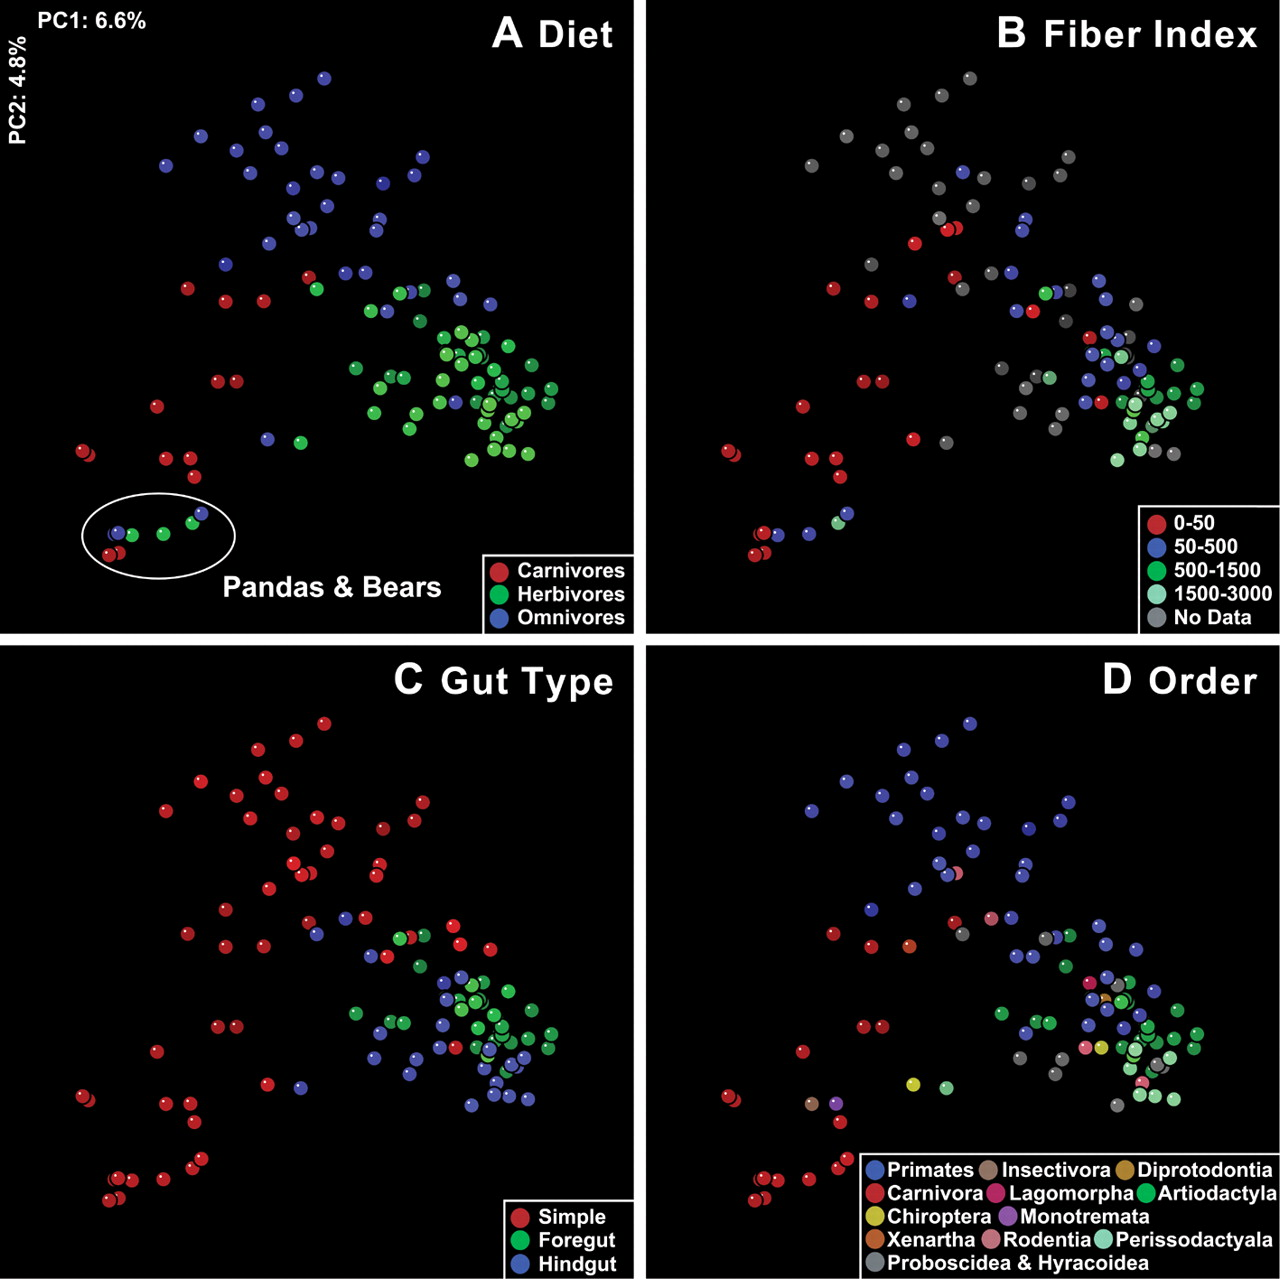 PC1: 6.6%
PC2: 4.8%
A Diet
Pandas & Bears
Carnivores
Herbivores
Omnivores
B Fiber Index
0-50
50-500
500-1500
1500-3000
No Data
C Gut Type
Simple
Foregut
Hindgut
D Order
Primates Insectivora Diprotodontia
Carnivora Lagomorpha Artiodactyla
Chiroptera Monotremata
Xenartha Rodentia Perissodactyala
Proboscidea & Hyracoidea